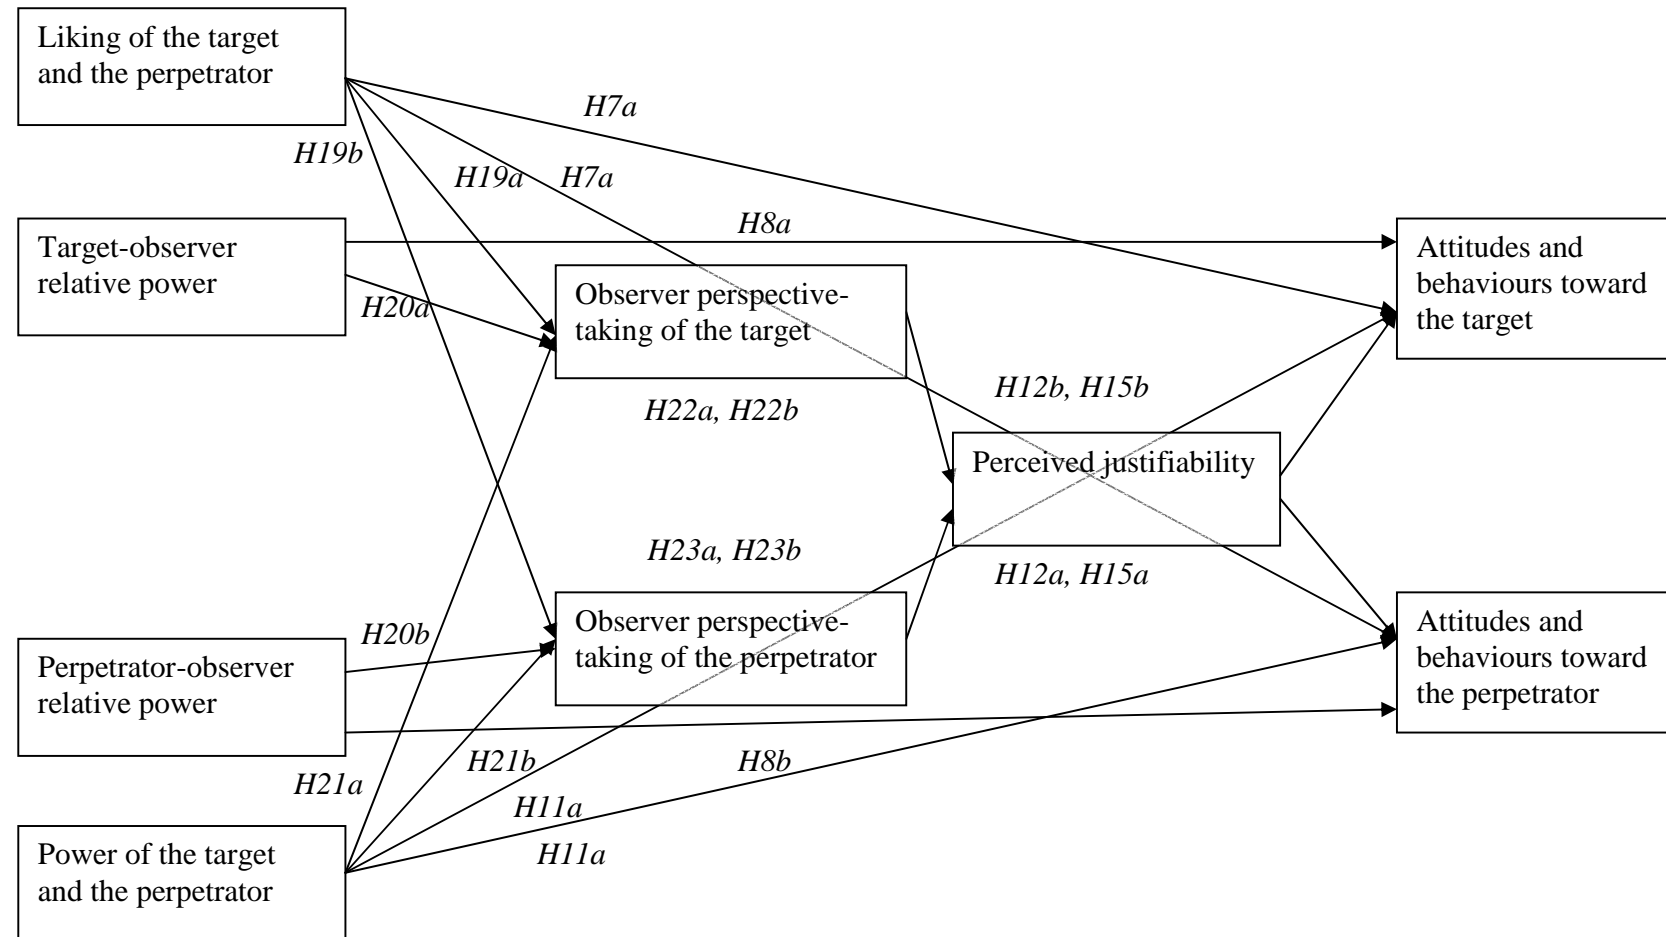 Liking of the target
and the perpetrator
H7a
H19b
H19a
H7a
Target-observer
relative power
H8a
H20a
Observer perspective-
taking of the target
Attitudes and
behaviours toward
the target
H22a, H22b
H12b, H15b
Perceived justifiability
H23a, H23b
H12a, H15a
Observer perspective-
taking of the perpetrator
Attitudes and
behaviours toward
the perpetrator
H20b
Perpetrator-observer
relative power
H21a
H21b
H8b
H11a
H11a
Power of the target
and the perpetrator